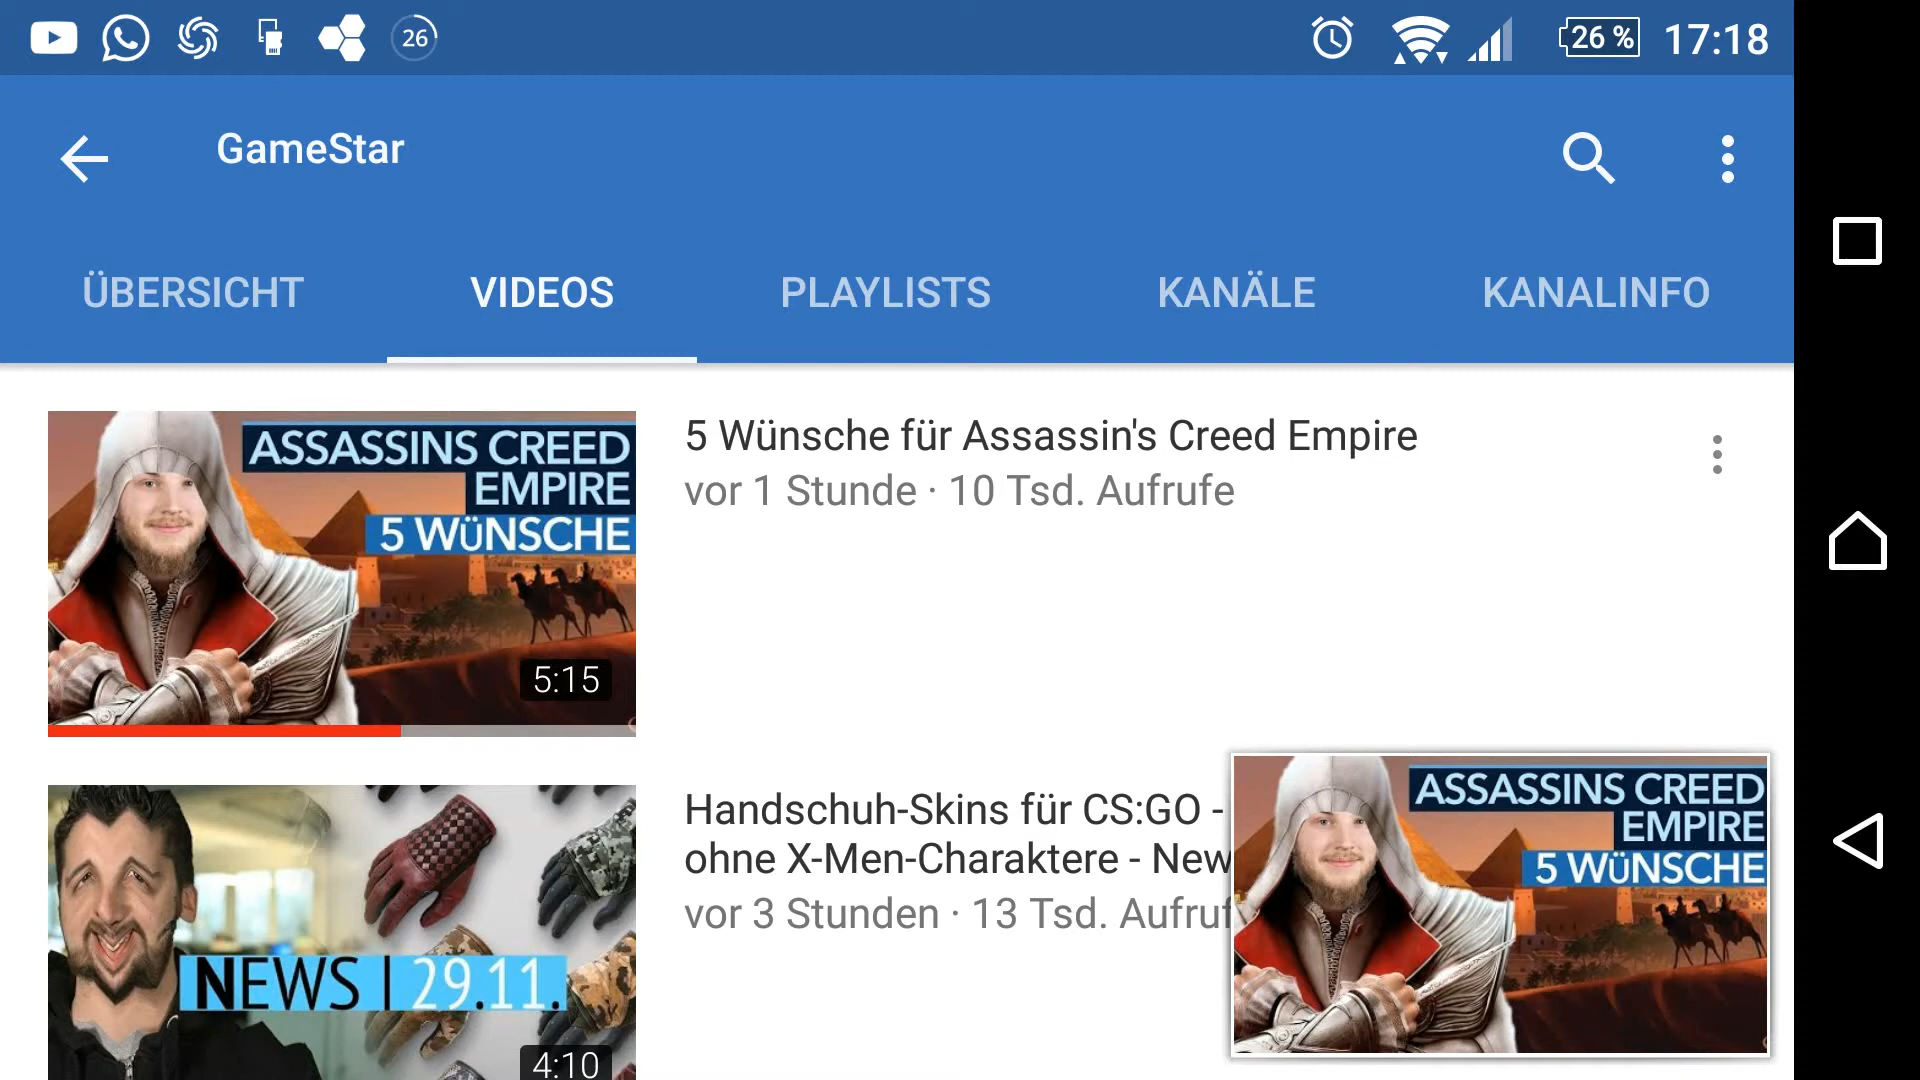 26
26 %
17:18
GameStar
ÜBERSICHT
VIDEOS
PLAYLISTS
KANÄLE
KANALINFO
ASSASSINS CREED
EMPIRE
5 WÜNSCHE
5:15
5 Wünsche für Assassin's Creed Empire
vor 1 Stunde · 10 Tsd. Aufrufe
NEWS | 29.11.
4:10
Handschuh-Skins für CS:GO -
ohne X-Men-Charaktere - New
vor 3 Stunden · 13 Tsd. Aufruf
ASSASSINS CREED
EMPIRE
5 WÜNSCHE